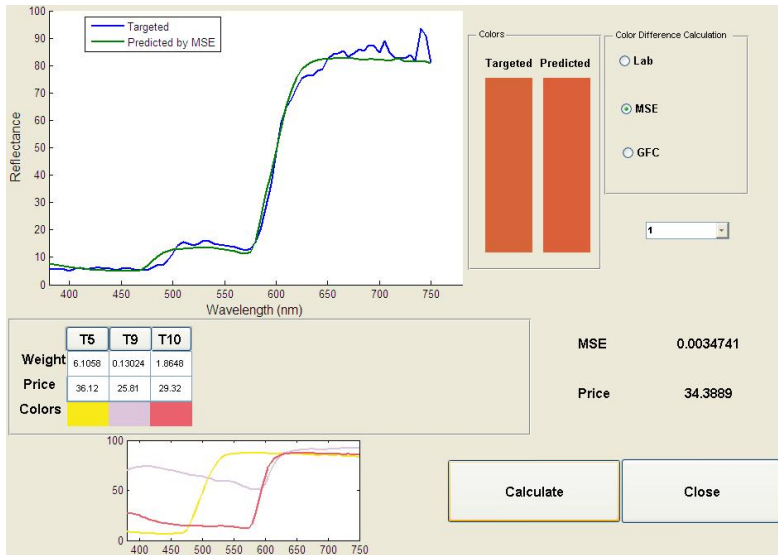 Targeted
Predicted by MSE
100
90
80
70
60
50
40
30
20
10
0
Reflectance
400 450 500 550 600 650 700 750
Wavelength (nm)
Colors
Targeted Predicted
Color Difference Calculation
Lab
MSE
GFC
1
T5 T9 T10
Weight 6.1058 0.13024 1.8648
Price 36.12 25.81 29.32
Colors
MSE 0.0034741
Price 34.3889
100
50
0
400 450 500 550 600 650 700 750
Calculate
Close